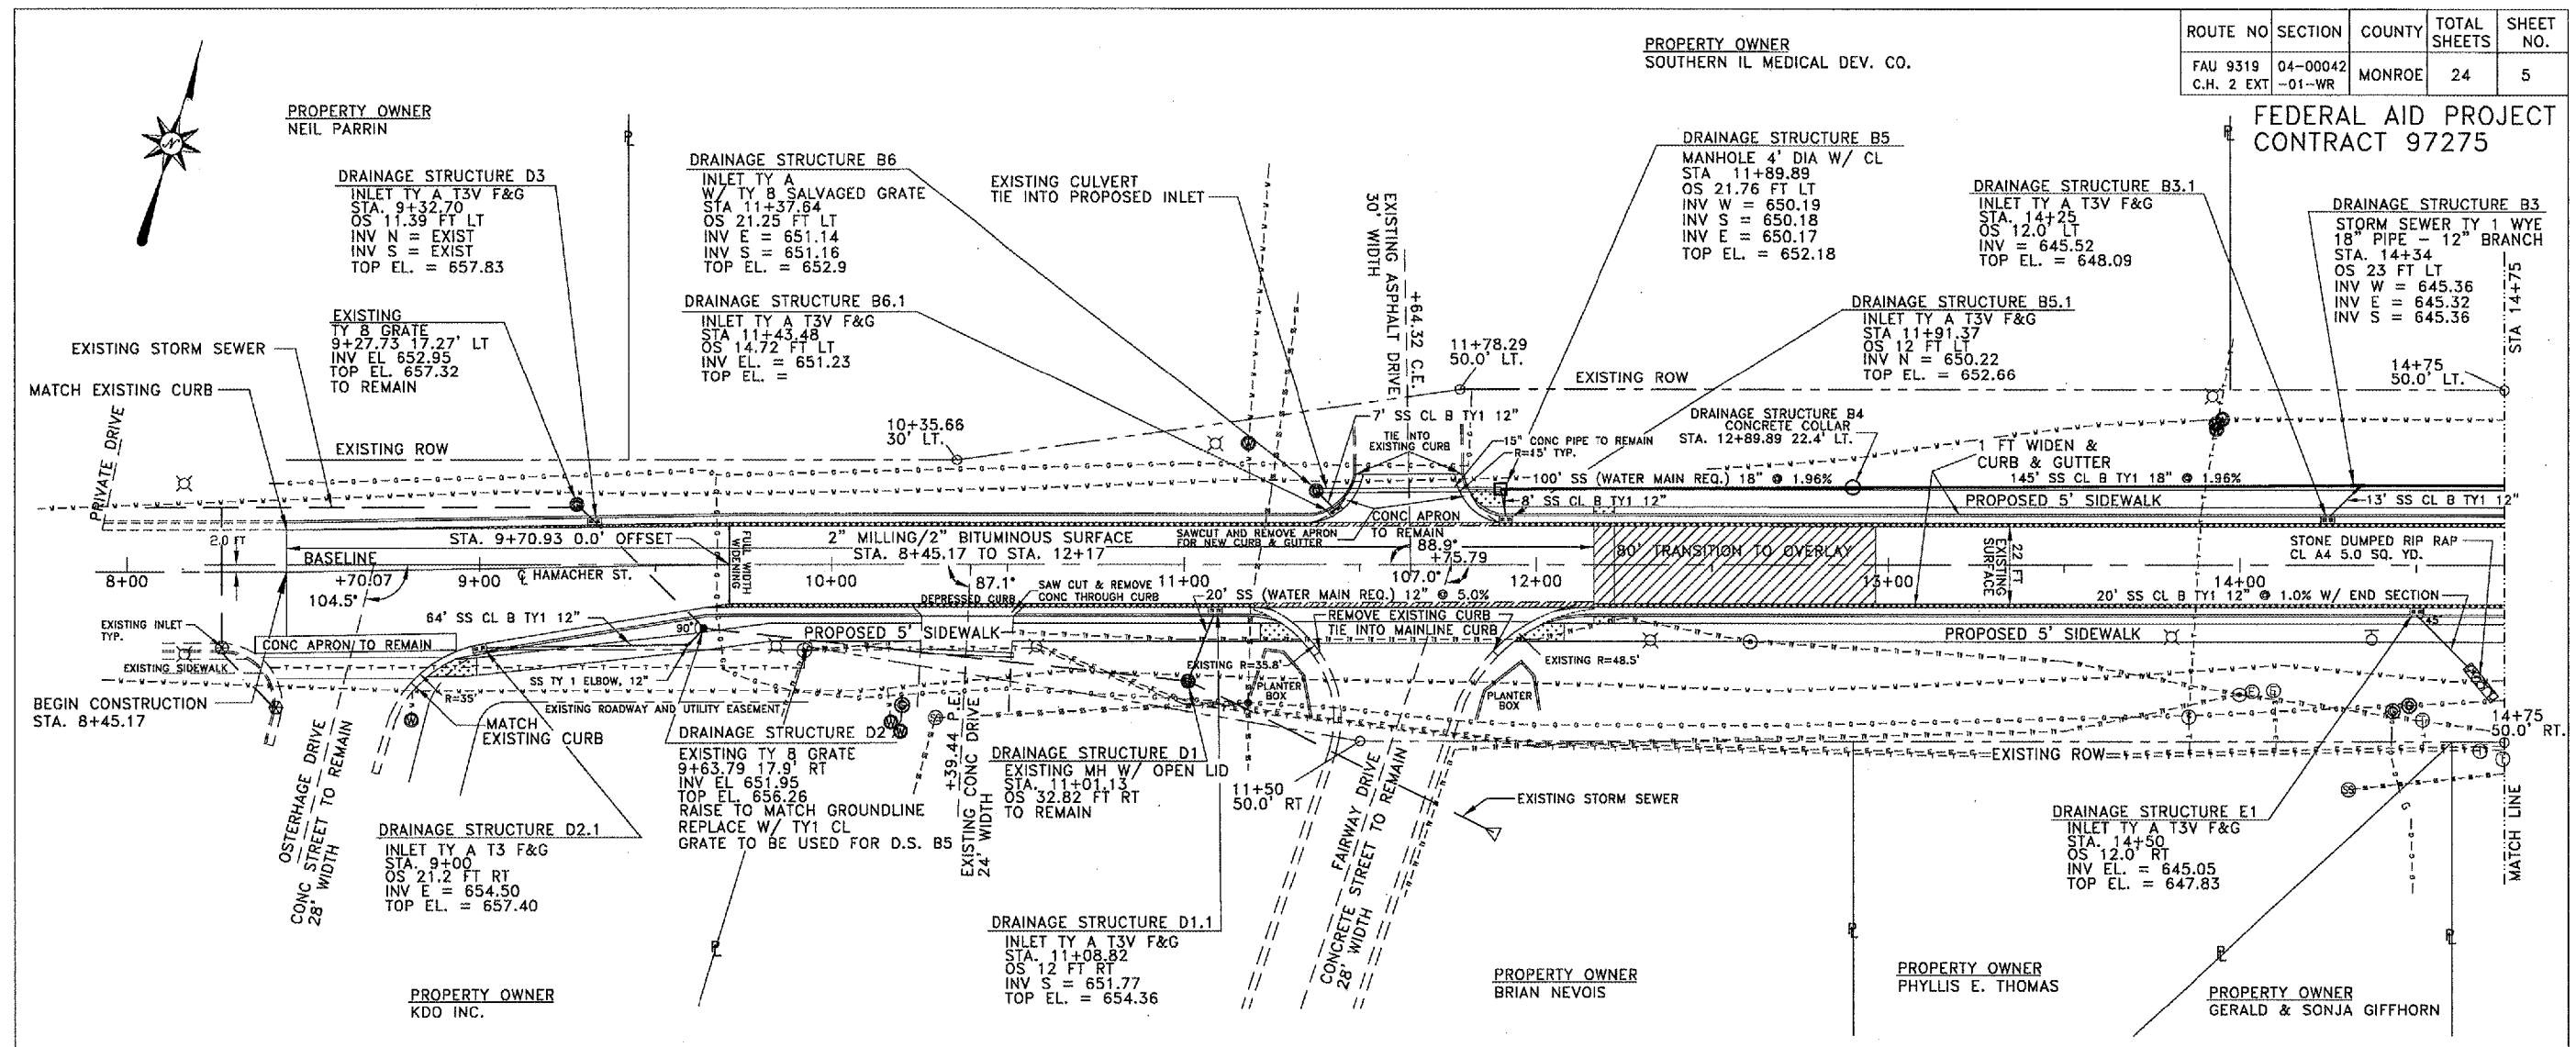 ROUTE NO SECTION COUNTY TOTAL SHEETS SHEET NO.
FAU 9319 C.H. 2 EXT 04-00042 -01-WR MONROE 24 5
FEDERAL AID PROJECT
CONTRACT 97275
PROPERTY OWNER
SOUTHERN IL MEDICAL DEV. CO.
PROPERTY OWNER
NEIL PARRIN
DRAINAGE STRUCTURE D3
INLET TY A T3V F&G
STA. 9+32.70
OS 11.39 FT LT
INV N = EXIST
INV S = EXIST
TOP EL. = 657.83
EXISTING
TY 8 GRATE
9+27.73 17.27' LT
INV EL 652.95
TOP EL. 657.32
TO REMAIN
EXISTING STORM SEWER
MATCH EXISTING CURB
PRIVATE DRIVE
DRAINAGE STRUCTURE B6
INLET TY A
W/ TY 8 SALVAGED GRATE
STA 11+37.64
OS 21.25 FT LT
INV E = 651.14
INV S = 651.16
TOP EL. = 652.9
DRAINAGE STRUCTURE B6.1
INLET TY A T3V F&G
STA 11+43.48
OS 14.72 FT LT
INV EL. = 651.23
TOP EL. =
EXISTING CULVERT
TIE INTO PROPOSED INLET
EXISTING ASPHALT DRIVE
30' WIDTH
+64.32 C.E.
DRAINAGE STRUCTURE B5
MANHOLE 4' DIA W/ CL
STA 11+89.89
OS 21.76 FT LT
INV W = 650.19
INV S = 650.18
INV E = 650.17
TOP EL. = 652.18
DRAINAGE STRUCTURE B5.1
INLET TY A T3V F&G
STA 11+91.37
OS 12 FT LT
INV N = 650.22
TOP EL. = 652.66
DRAINAGE STRUCTURE B3.1
INLET TY A T3V F&G
STA. 14+25
OS 12.0' LT
INV = 645.52
TOP EL. = 648.09
DRAINAGE STRUCTURE B3
STORM SEWER TY 1 WYE
18" PIPE - 12" BRANCH
STA. 14+34
OS 23 FT LT
INV W = 645.36
INV E = 645.32
INV S = 645.36
STA 14+75
14+75
50.0' LT.
11+78.29
50.0' LT.
EXISTING ROW
10+35.66
30' LT.
EXISTING ROW
7' SS CL B TY1 12"
TIE INTO
EXISTING CURB
15" CONC PIPE TO REMAIN
R=45' TYP.
DRAINAGE STRUCTURE B4
CONCRETE COLLAR
STA. 12+89.89 22.4' LT.
1 FT WIDEN &
CURB & GUTTER
100' SS (WATER MAIN REQ.) 18" @ 1.96%
145' SS CL B TY1 18" @ 1.96%
8' SS CL B TY1 12"
PROPOSED 5' SIDEWALK
13' SS CL B TY1 12"
CONC APRON
TO REMAIN
SAWCUT AND REMOVE APRON
FOR NEW CURB & GUTTER
2.0 FT
STA. 9+70.93 0.0' OFFSET
FULL WIDTH
WIDENING
2" MILLING/2" BITUMINOUS SURFACE
STA. 8+45.17 TO STA. 12+17
88.9°
+75.79
80' TRANSITION TO OVERLAY
EXISTING
SURFACE
22 FT
STONE DUMPED RIP RAP
CL A4 5.0 SQ. YD.
BASELINE
8+00
+70.07
9+00
℄ HAMACHER ST.
10+00
11+00
12+00
13+00
14+00
104.5°
87.1°
107.0°
SAW CUT & REMOVE
CONC THROUGH CURB
DEPRESSED CURB
20' SS (WATER MAIN REQ.) 12" @ 5.0%
20' SS CL B TY1 12" @ 1.0% W/ END SECTION
64' SS CL B TY1 12"
90°
EXISTING INLET
TYP.
CONC APRON TO REMAIN
EXISTING SIDEWALK
PROPOSED 5' SIDEWALK
REMOVE EXISTING CURB
TIE INTO MAINLINE CURB
PROPOSED 5' SIDEWALK
45°
EXISTING R=35.8'
EXISTING R=48.5'
PLANTER
BOX
PLANTER
BOX
SS TY 1 ELBOW, 12"
R=35'
BEGIN CONSTRUCTION
STA. 8+45.17
EXISTING ROADWAY AND UTILITY EASEMENT
MATCH
EXISTING CURB
DRAINAGE STRUCTURE D2
EXISTING TY 8 GRATE
9+63.79 17.9' RT
INV EL 651.95
TOP EL. 656.26
RAISE TO MATCH GROUNDLINE
REPLACE W/ TY1 CL
GRATE TO BE USED FOR D.S. B5
+39.44 P.E.
EXISTING CONC DRIVE
24' WIDTH
DRAINAGE STRUCTURE D1
EXISTING MH W/ OPEN LID
STA. 11+01.13
OS 32.82 FT RT
TO REMAIN
11+50
50.0' RT
EXISTING ROW
14+75
50.0' RT.
EXISTING STORM SEWER
OSTERHAGE DRIVE
CONC STREET TO REMAIN
28' WIDTH
DRAINAGE STRUCTURE D2.1
INLET TY A T3 F&G
STA. 9+00
OS 21.2 FT RT
INV E = 654.50
TOP EL. = 657.40
DRAINAGE STRUCTURE D1.1
INLET TY A T3V F&G
STA. 11+08.82
OS 12 FT RT
INV S = 651.77
TOP EL. = 654.36
FAIRWAY DRIVE
CONCRETE STREET TO REMAIN
28' WIDTH
DRAINAGE STRUCTURE E1
INLET TY A T3V F&G
STA. 14+50
OS 12.0' RT
INV EL. = 645.05
TOP EL. = 647.83
MATCH LINE
PROPERTY OWNER
KDO INC.
PROPERTY OWNER
BRIAN NEVOIS
PROPERTY OWNER
PHYLLIS E. THOMAS
PROPERTY OWNER
GERALD & SONJA GIFFHORN